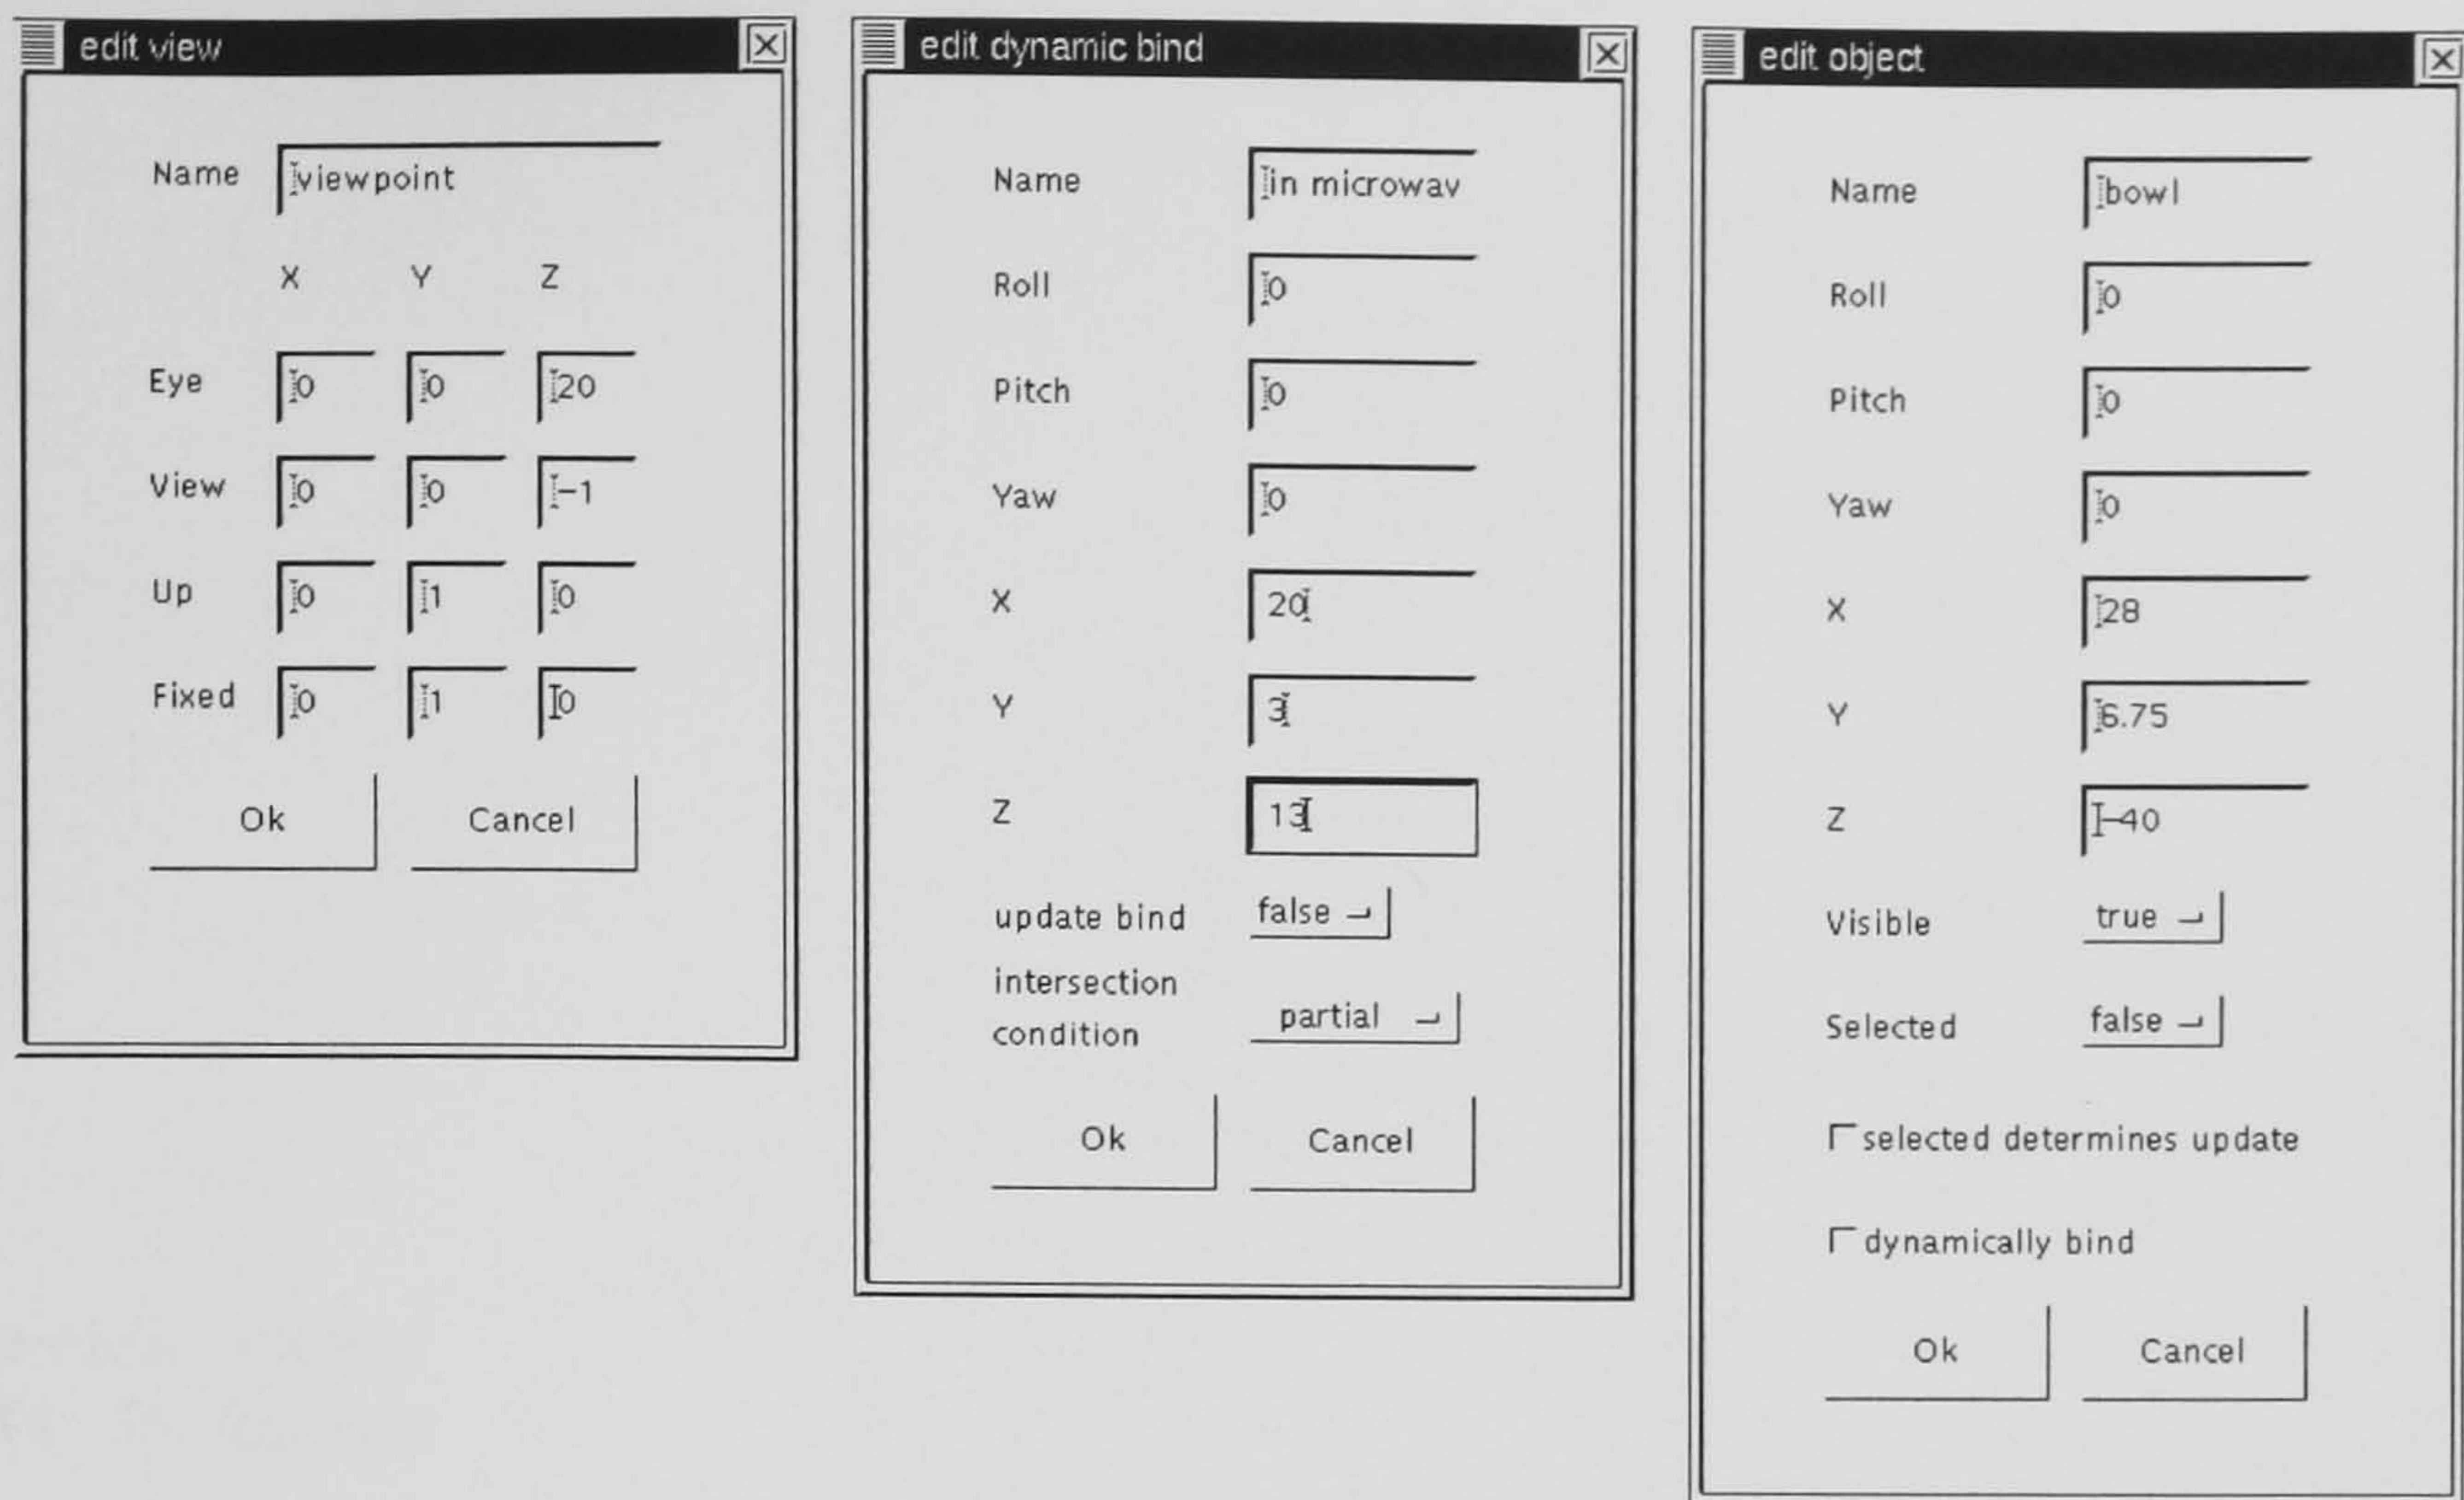 edit view
Name viewpoint
X Y Z
Eye 0 0 20
View 0 0 -1
Up 0 1 0
Fixed 0 1 0
Ok Cancel
edit dynamic bind
Name in microwav
Roll 0
Pitch 0
Yaw 0
X 20
Y 3
Z 13
update bind false
intersection
condition partial
Ok Cancel
edit object
Name bowl
Roll 0
Pitch 0
Yaw 0
X 28
Y 6.75
Z -40
Visible true
Selected false
selected determines update
dynamically bind
Ok Cancel